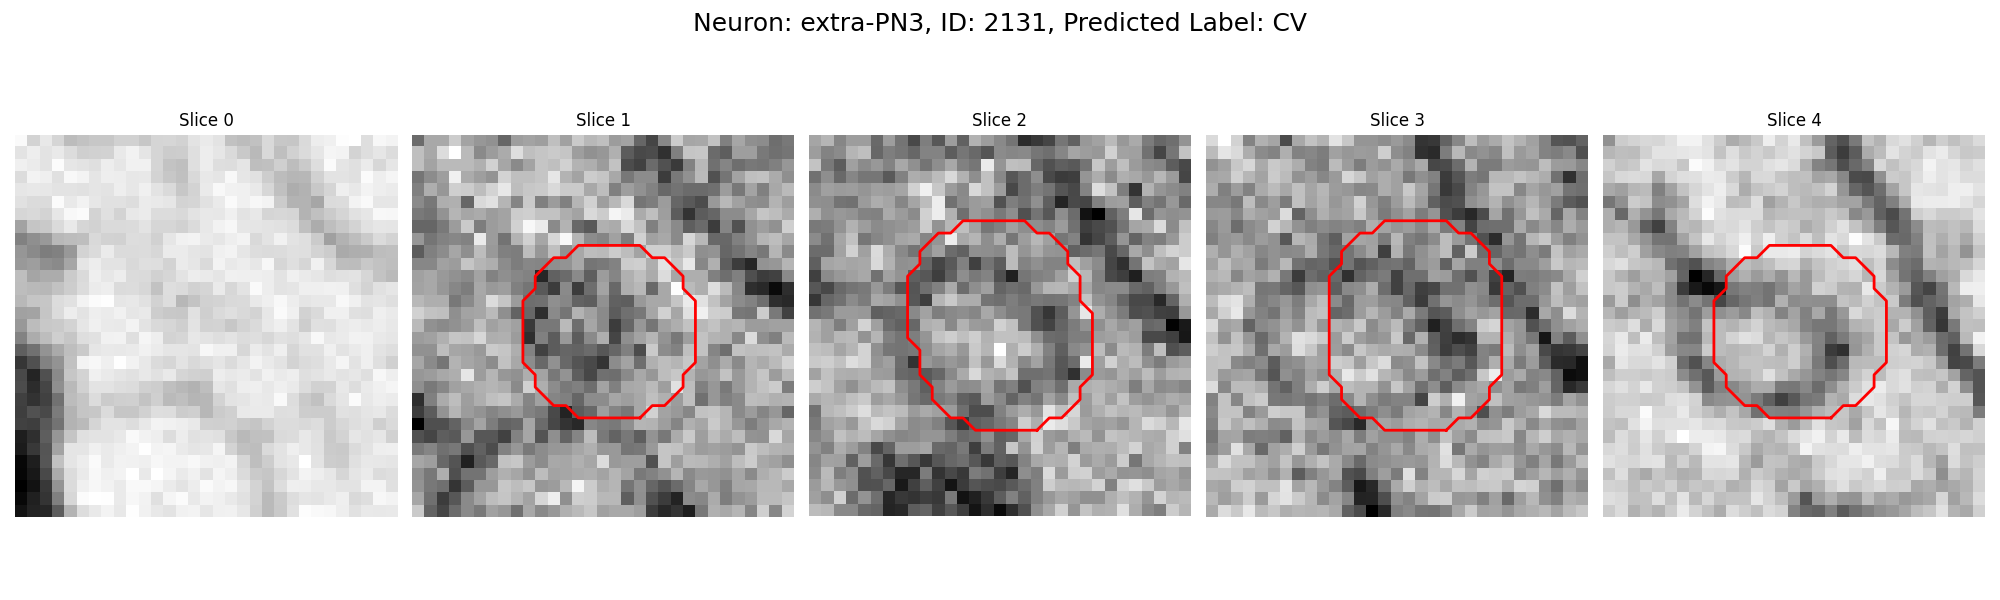 Neuron: extra-PN3, ID: 2131, Predicted Label: CV
Slice 0
Slice 1
Slice 2
Slice 3
Slice 4